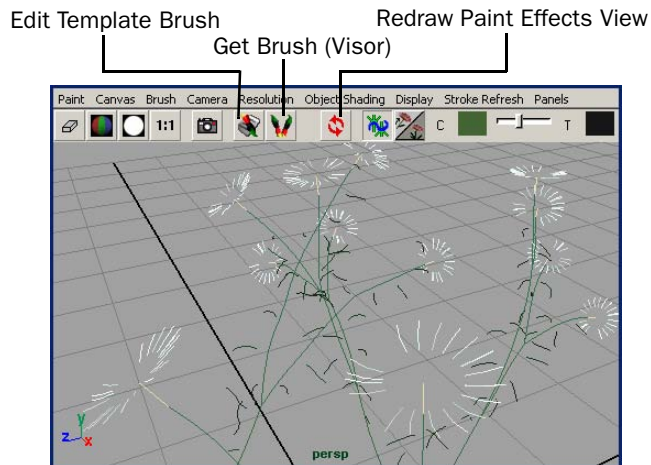 Edit Template Brush
Redraw Paint Effects View
Get Brush (Visor)
Paint Canvas Brush Camera Resolution Object Shading Display Stroke Refresh Panels
1:1 C T
y
z x
persp